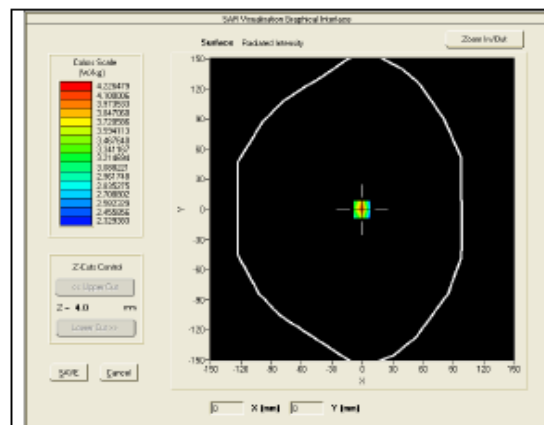 SAR Visualisation Graphical Interface
Surface Radiated Intensity
Zoom In/Out
Colors Scale
(W/kg)
4.226479
4.100006
3.973533
3.847060
3.720586
3.594113
3.467640
3.341167
3.214694
3.088221
2.961748
2.835275
2.708802
2.582329
2.455856
2.329383
Z-Cuts Control
<< Upper Cut
Z = 4.0 mm
Lower Cut >>
SAVE Cancel
150
120
90
60
30
0
-30
-60
-90
-120
-150
Y
-150 -120 -90 -60 -30 0 30 60 90 120 150
X
0 X (mm) 0 Y (mm)